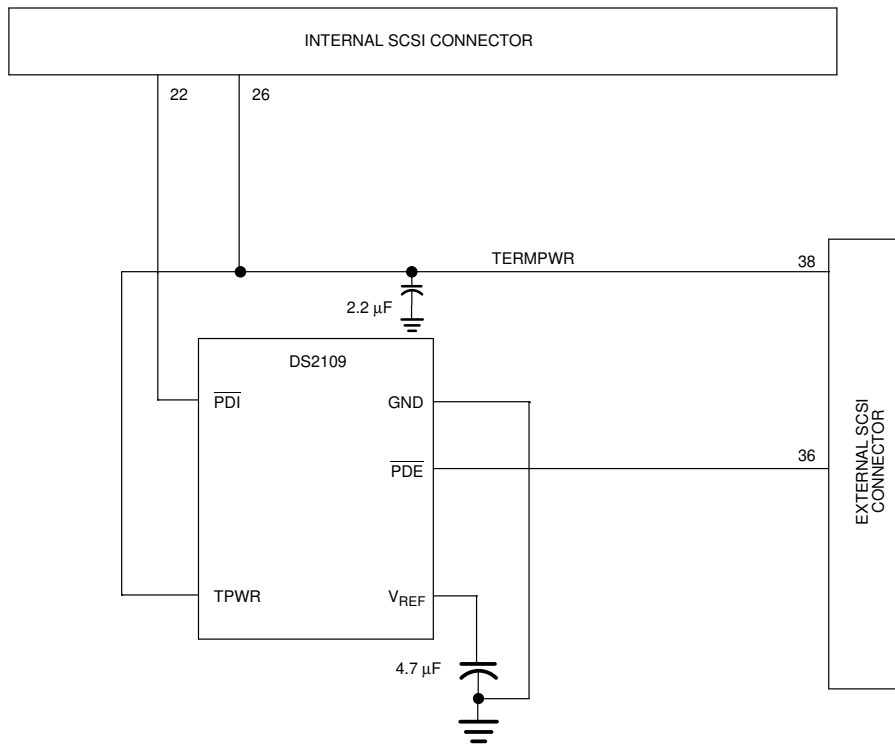 INTERNAL SCSI CONNECTOR
22
26
TERMPWR
38
2.2 μF
DS2109
PDI
GND
PDE
36
EXTERNAL SCSI
CONNECTOR
TPWR
VREF
4.7 μF